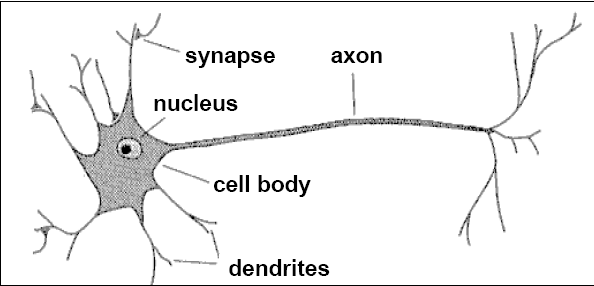 synapse
axon
nucleus
cell body
dendrites